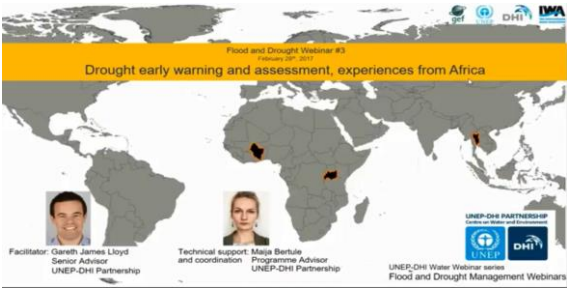 gef
UNEP
DHI
IWA
Flood and Drought Webinar #3
February 28th, 2017
Drought early warning and assessment, experiences from Africa
Facilitator: Gareth James Lloyd
Senior Advisor
UNEP-DHI Partnership
Technical support: Maija Bertule
and coordination) Programme Advisor
UNEP-DHI Partnership
UNEP-DHI PARTNERSHIP
Centre on Water and Environment
UNEP
DHI
UNEP-DHI Water Webinar series
Flood and Drought Management Webinars